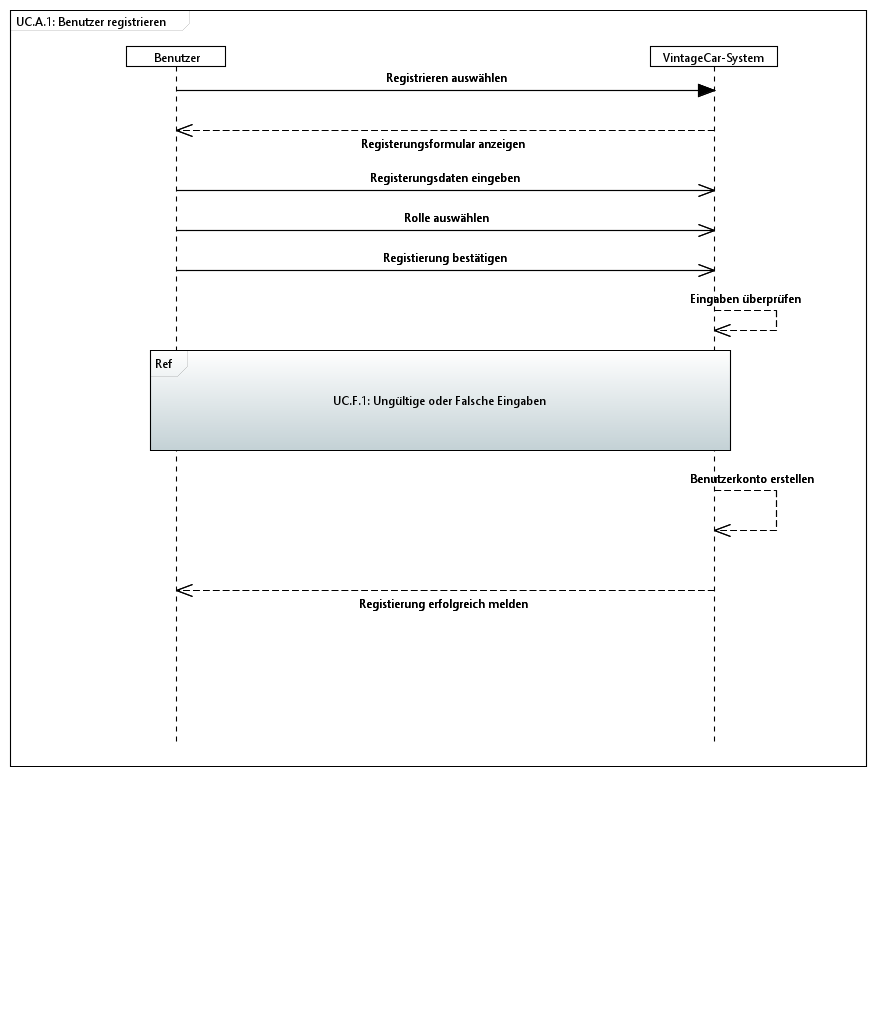 UC.A.1: Benutzer registrieren
Benutzer
VintageCar-System
Registrieren auswählen
Registerungsformular anzeigen
Registerungsdaten eingeben
Rolle auswählen
Registierung bestätigen
Eingaben überprüfen
Ref
UC.F.1: Ungültige oder Falsche Eingaben
Benutzerkonto erstellen
Registierung erfolgreich melden